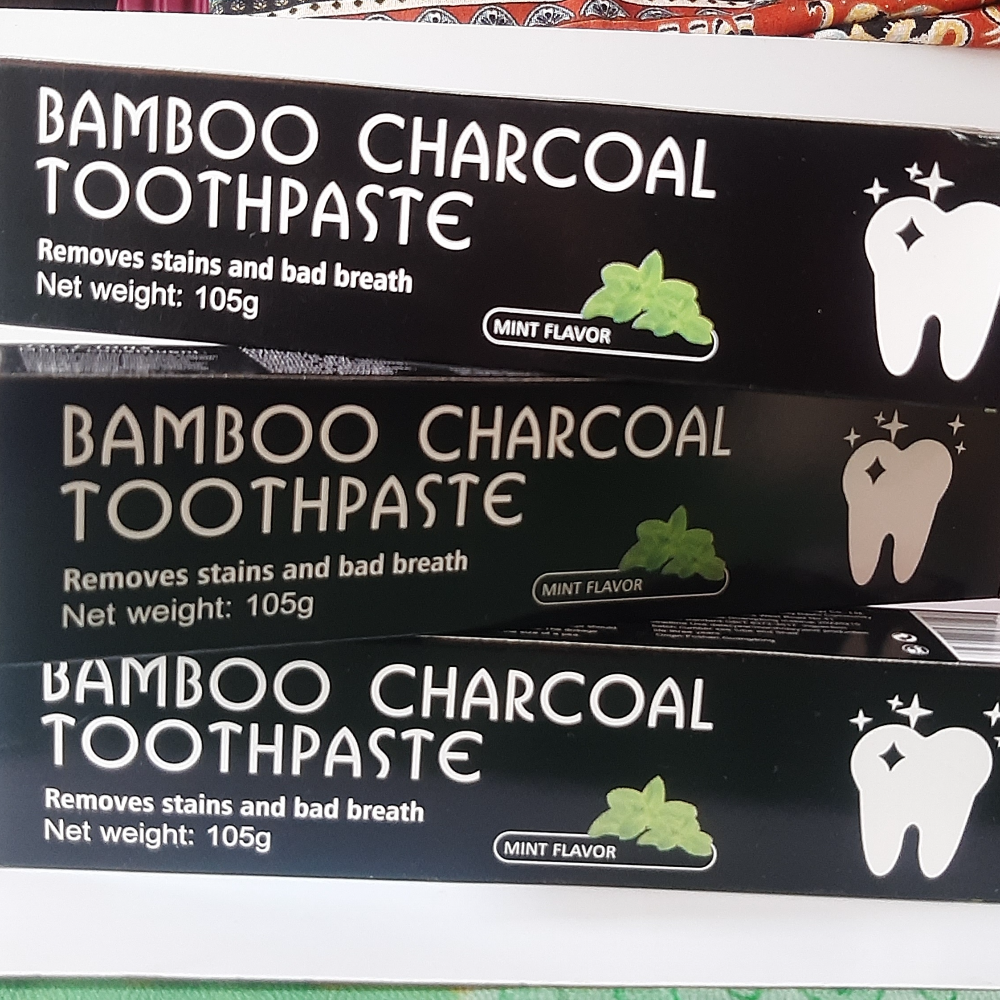 BAMBOO CHARCOAL
TOOTHPASTE
Removes stains and bad breath
Net weight: 105g
MINT FLAVOR
BAMBOO CHARCOAL
TOOTHPASTE
Removes stains and bad breath
Net weight: 105g
MINT FLAVOR
BAMBOO CHARCOAL
TOOTHPASTE
Removes stains and bad breath
Net weight: 105g
MINT FLAVOR